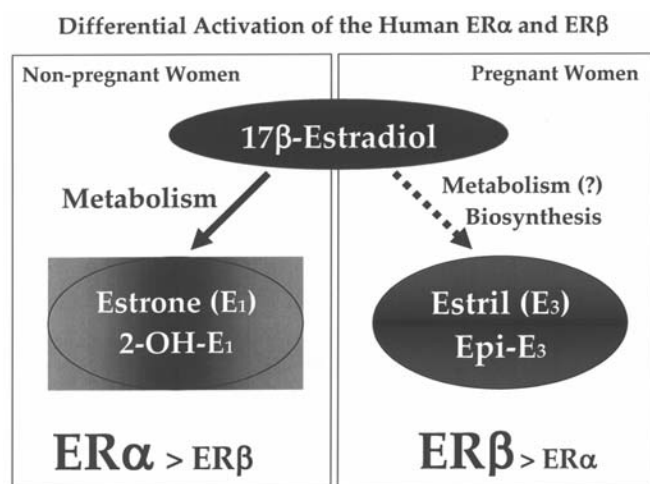 Differential Activation of the Human ERα and ERβ
Non-pregnant Women
Pregnant Women
17β-Estradiol
Metabolism
Metabolism (?)
Biosynthesis
Estrone (E₁)
2-OH-E₁
Estril (E₃)
Epi-E₃
ERα > ERβ
ERβ > ERα